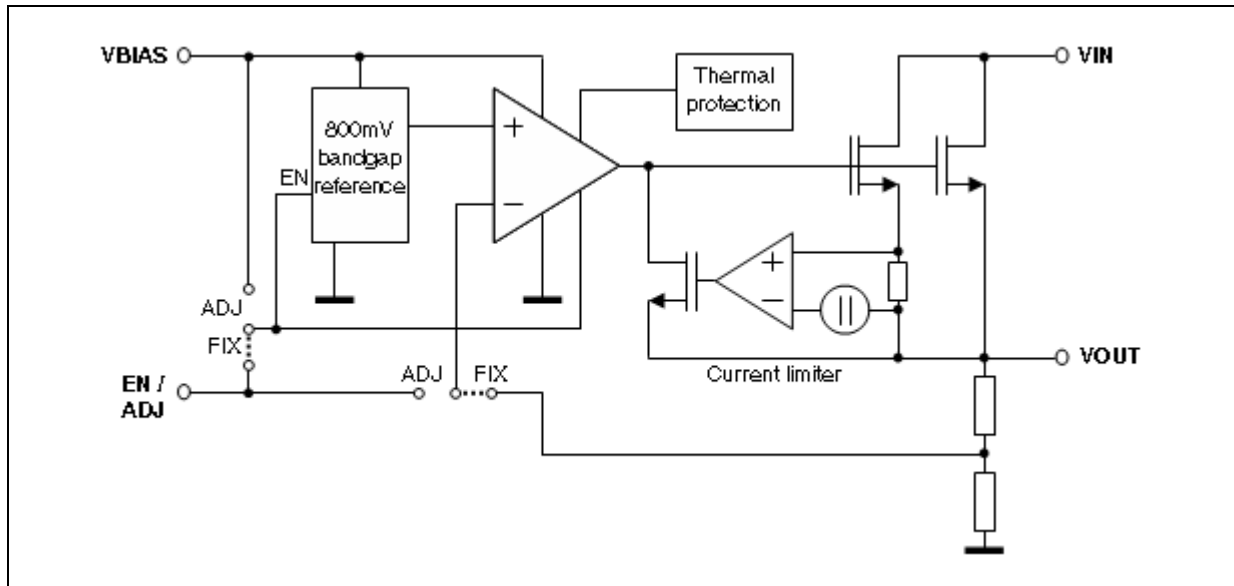 VBIAS
VIN
Thermal
protection
800mV
bandgap
reference
EN
+
−
+
−
ADJ
FIX
EN /
ADJ
ADJ
FIX
Current limiter
VOUT